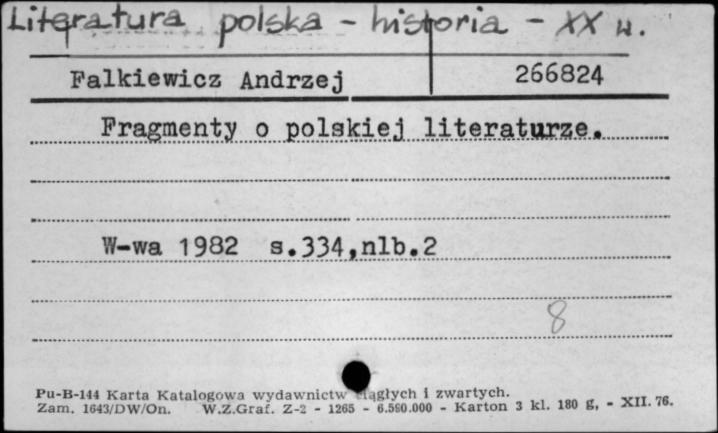 Literatura polska - historia - XX w.
Falkiewicz Andrzej 266824
Fragmenty o polskiej literaturze.
W-wa 1982 s.334,nlb.2
8
Pu-B-144 Karta Katalogowa wydawnictw ciągłych i zwartych.
Zam. 1643/DW/On. W.Z.Graf. Z-2 - 1265 - 6.590.000 - Karton 3 kl. 180 g, - XII. 76.